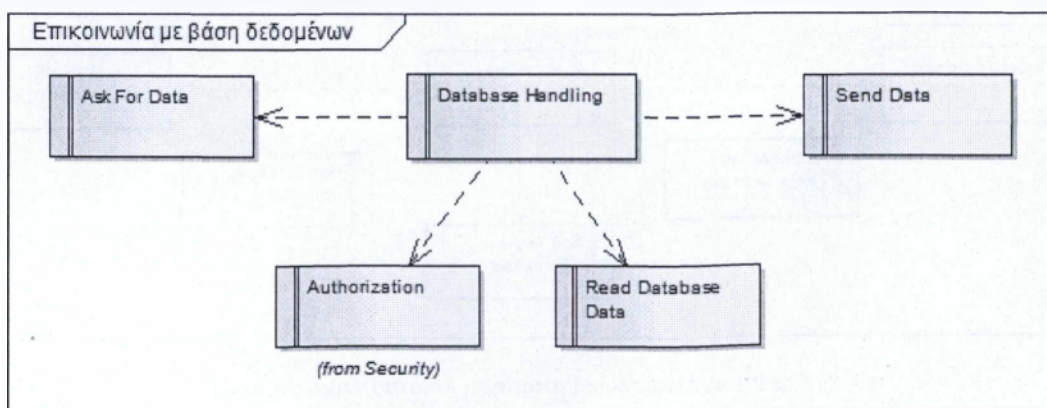 Επικοινωνία με βάση δεδομένων
Ask For Data
Database Handling
Send Data
Authorization
Read Database
Data
(from Security)